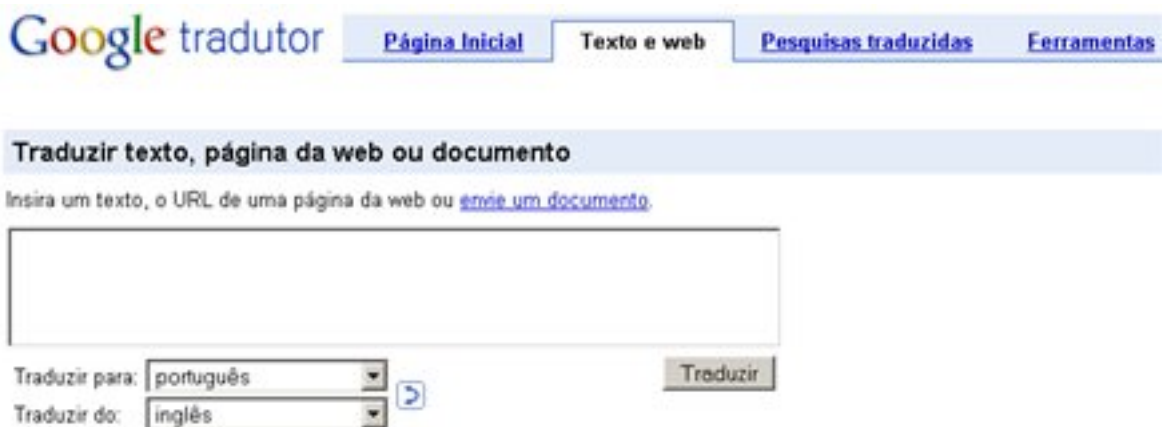 Google tradutor Página Inicial Texto e web Pesquisas traduzidas Ferramentas
Traduzir texto, página da web ou documento
Insira um texto, o URL de uma página da web ou envie um documento.
Traduzir para: português Traduzir
Traduzir do: inglês